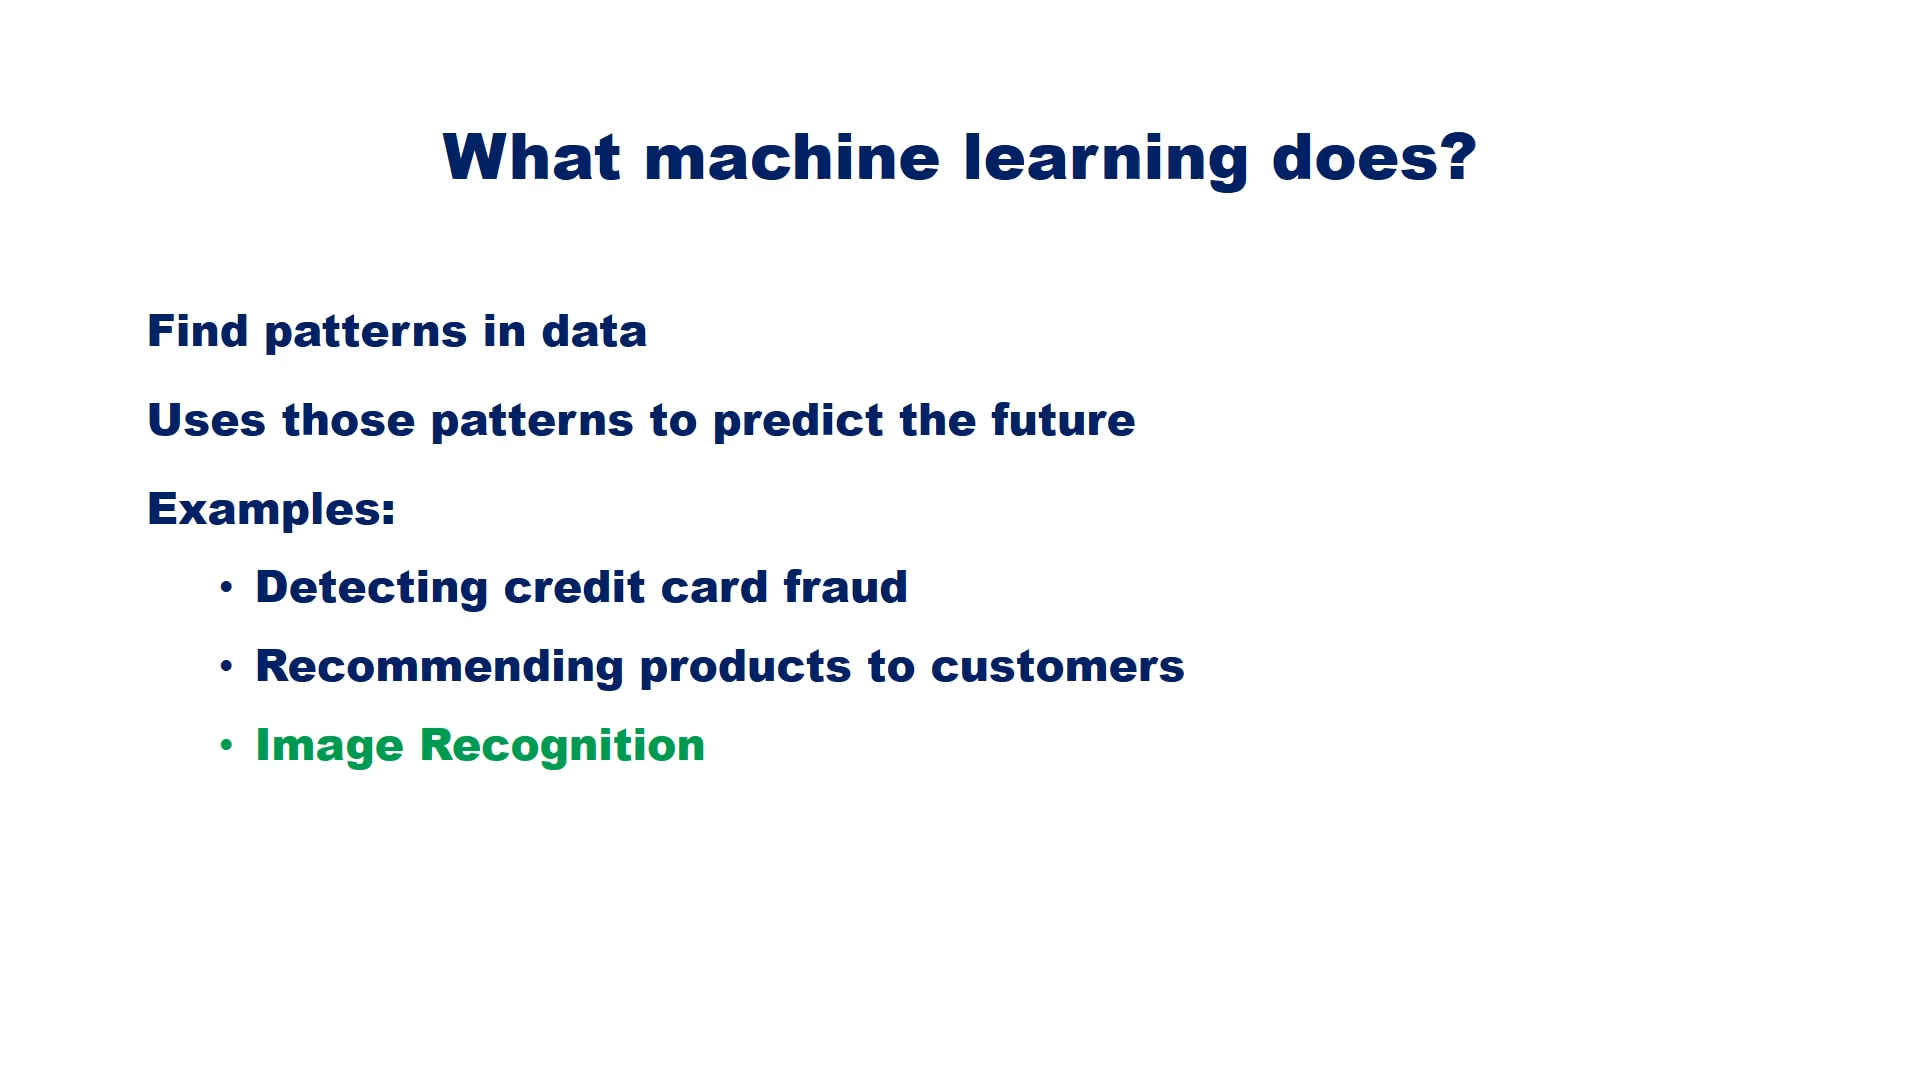 What machine learning does?
Find patterns in data
Uses those patterns to predict the future
Examples:
• Detecting credit card fraud
• Recommending products to customers
• Image Recognition